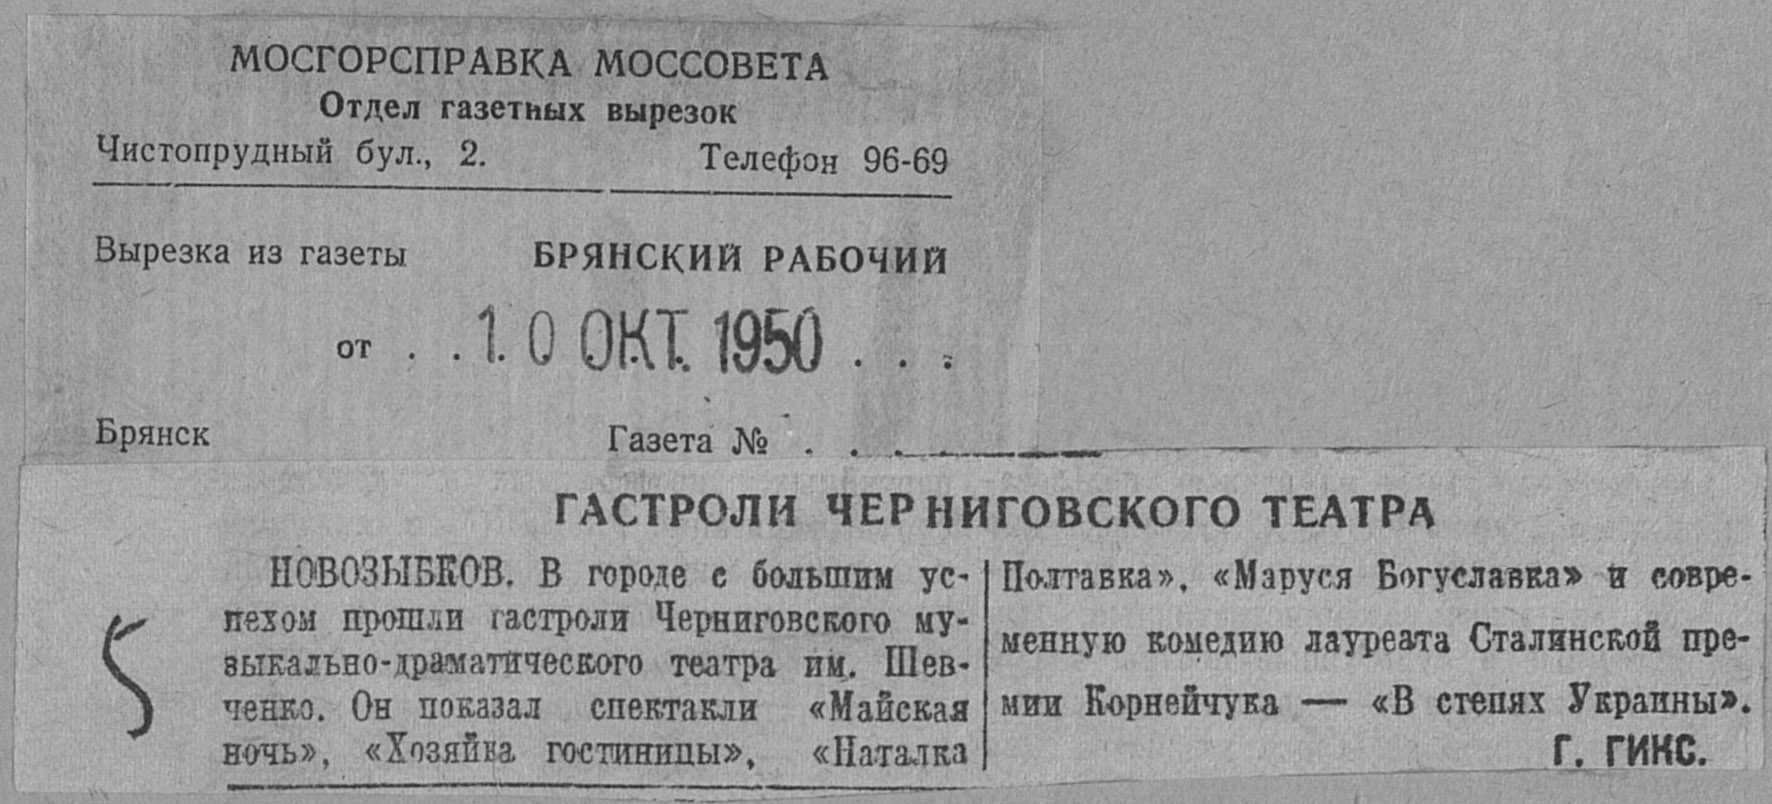 МОСГОРСПРАВКА МОССОВЕТА
Отдел газетных вырезок
Чистопрудный бул., 2. Телефон 96-69
Вырезка из газеты БРЯНСКИЙ РАБОЧИЙ
от . . 10 ОКТ. 1950 . . .
Брянск Газета № . . .
ГАСТРОЛИ ЧЕРНИГОВСКОГО ТЕАТРА
НОВОЗЫБКОВ. В городе с большим ус-
пехом прошли гастроли Черниговского му-
зыкально-драматического театра им. Шев-
ченко. Он показал спектакли «Майская
ночь», «Хозяйка гостиницы», «Наталка
Полтавка», «Маруся Богуславка» и совре-
менную комедию лауреата Сталинской пре-
мии Корнейчука — «В степях Украины».
Г. ГИКС.
5